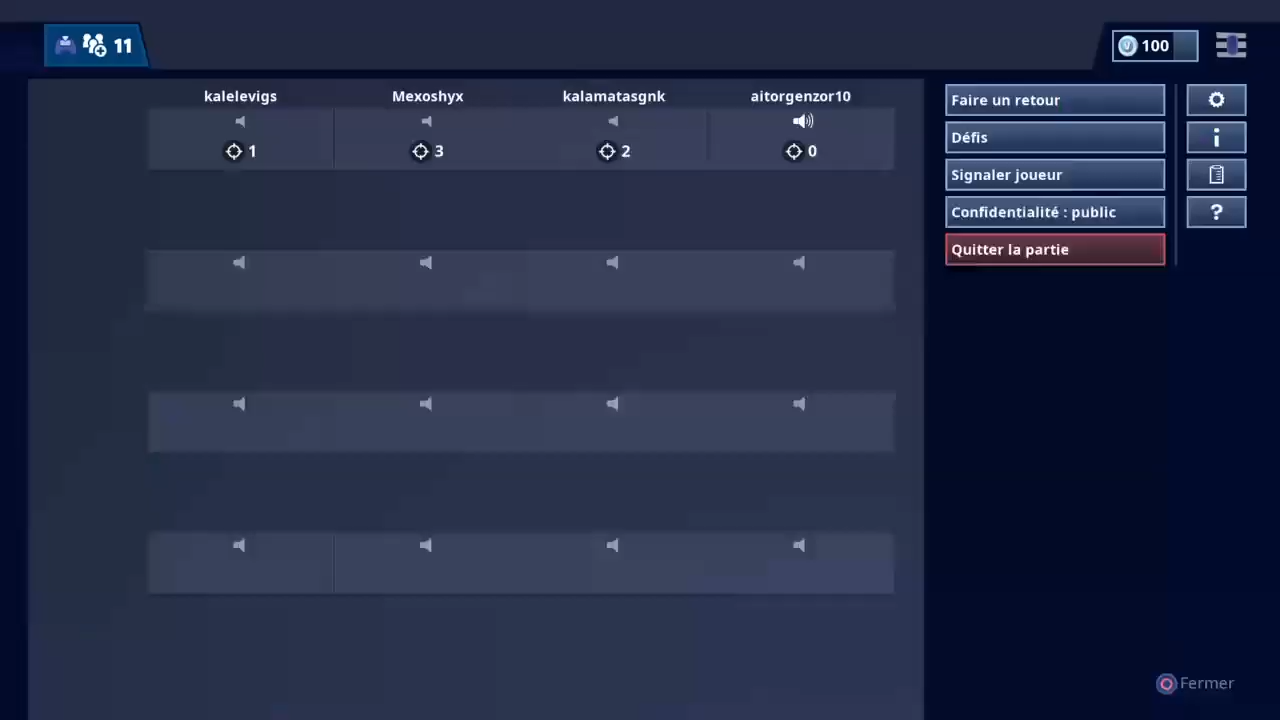 11
100
kalelevigs Mexoshyx kalamatasgnk aitorgenzor10
1 3 2 0
Faire un retour
Défis
Signaler joueur
Confidentialité : public
Quitter la partie
Fermer